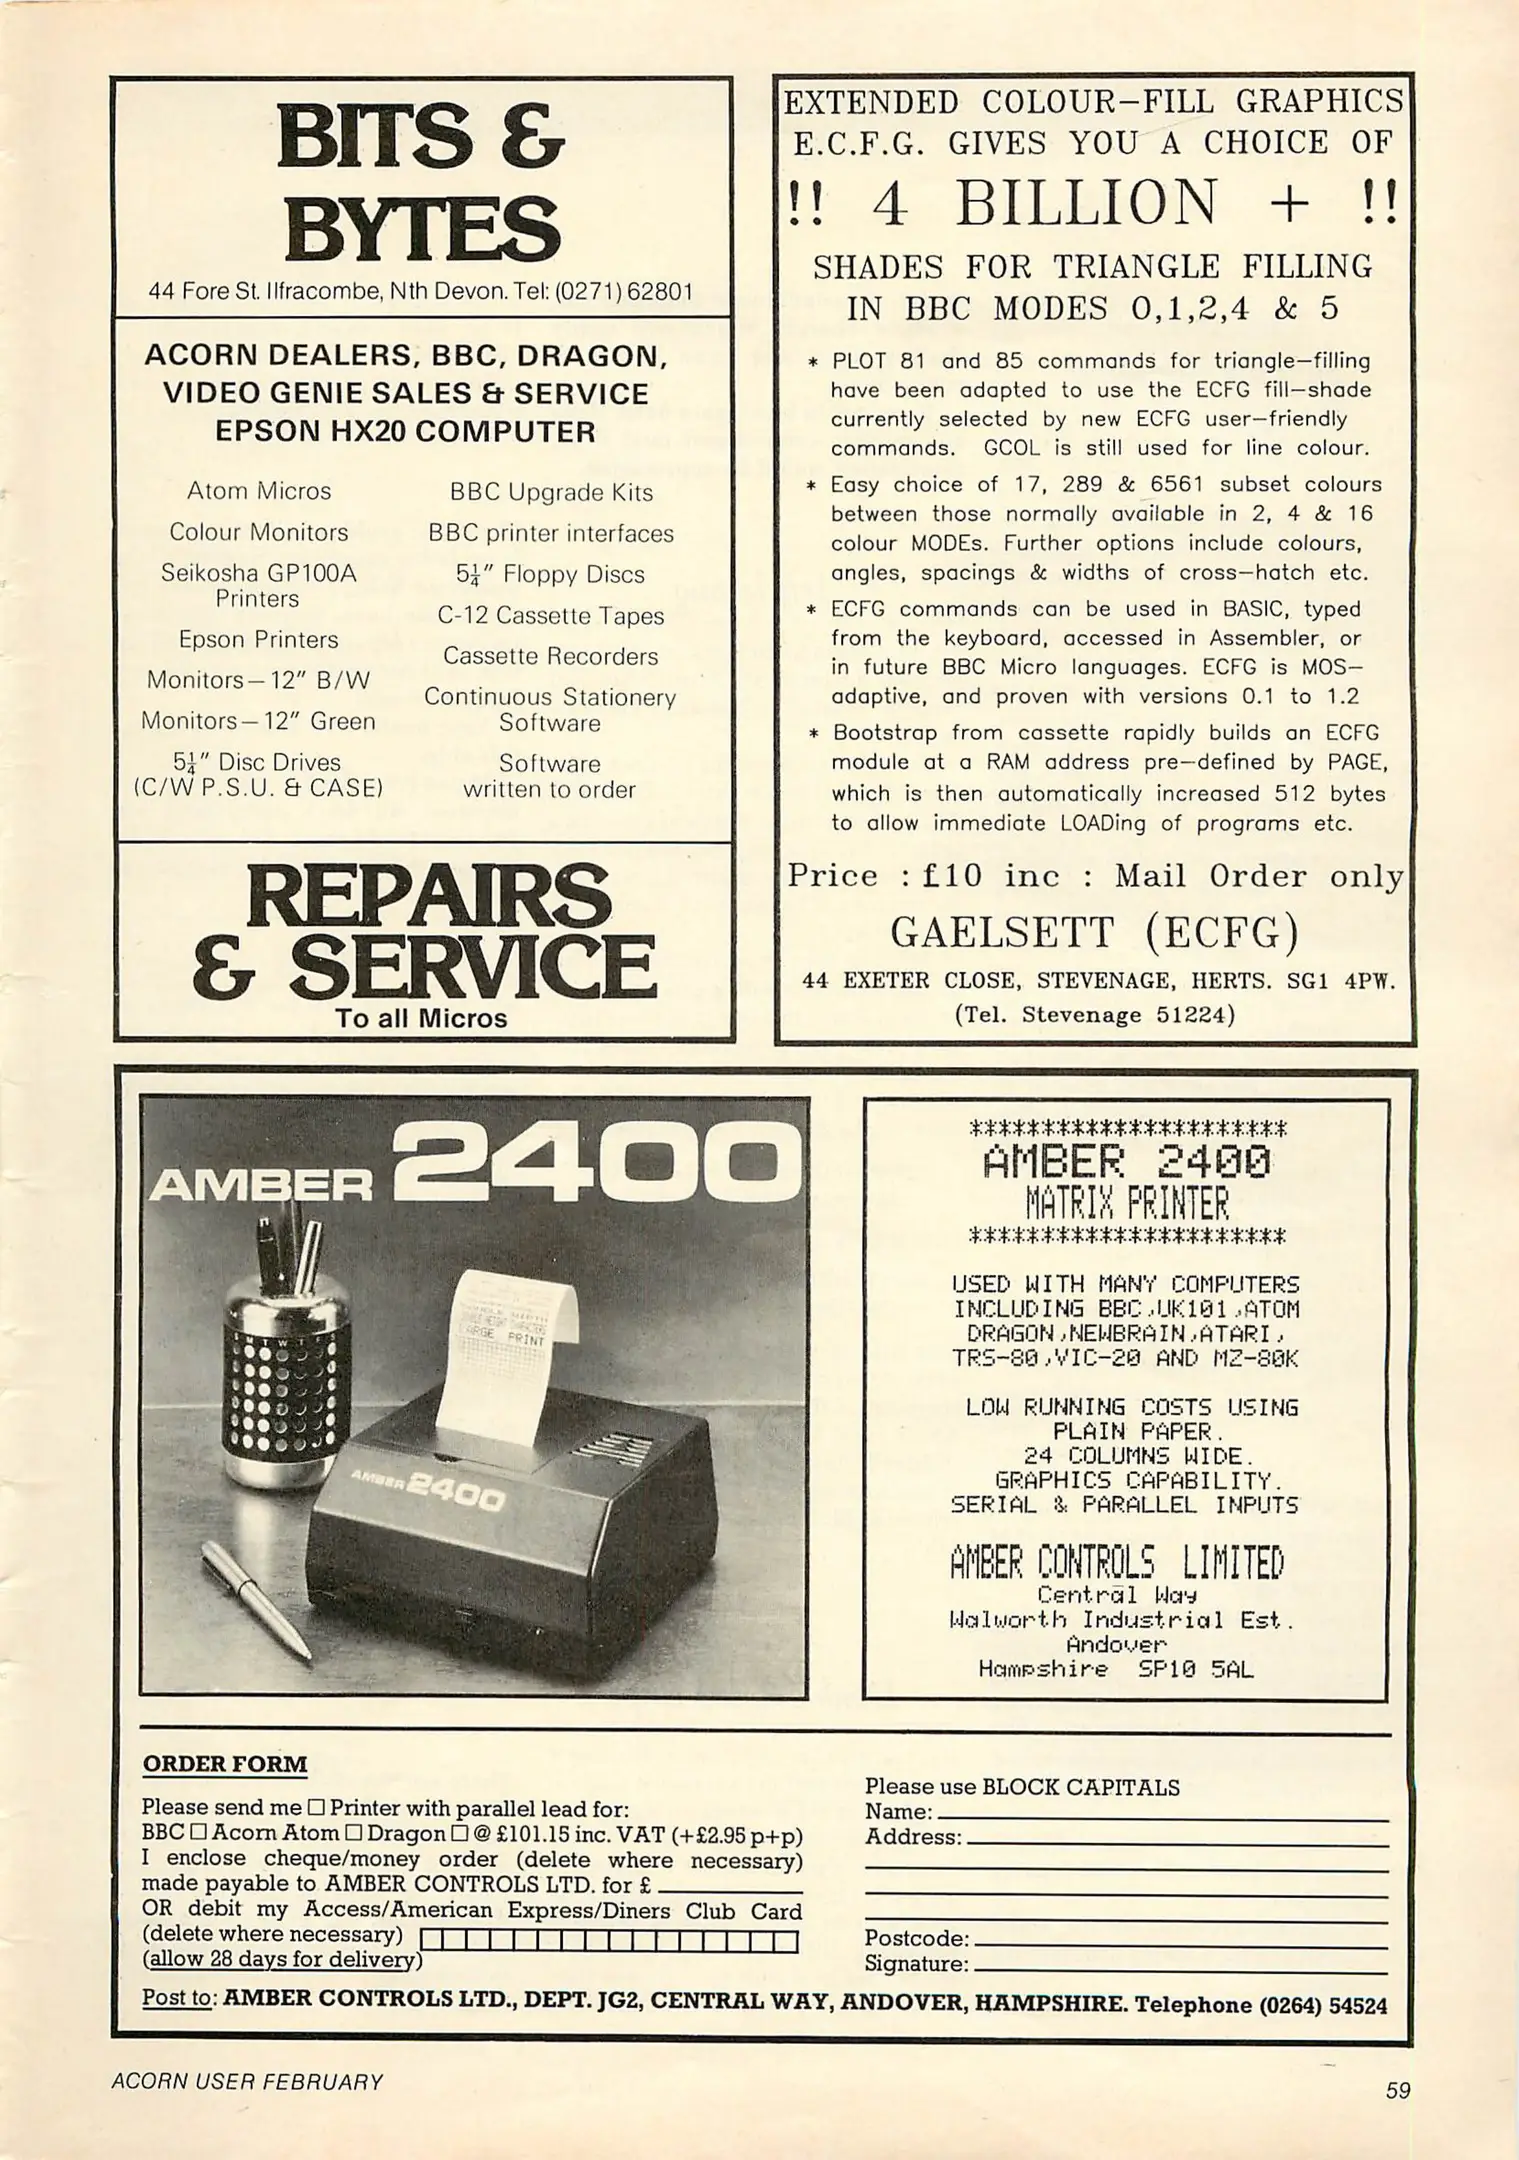 BITS &
BYTES
44 Fore St. Ilfracombe, Nth Devon. Tel: (0271) 62801
ACORN DEALERS, BBC, DRAGON,
VIDEO GENIE SALES & SERVICE
EPSON HX20 COMPUTER
Atom Micros
Colour Monitors
Seikosha GP100A
Printers
Epson Printers
Monitors — 12" B/W
Monitors — 12" Green
5¼" Disc Drives
(C/W P.S.U. & CASE)
BBC Upgrade Kits
BBC printer interfaces
5¼" Floppy Discs
C-12 Cassette Tapes
Cassette Recorders
Continuous Stationery
Software
Software
written to order
REPAIRS
& SERVICE
To all Micros
EXTENDED COLOUR-FILL GRAPHICS
E.C.F.G. GIVES YOU A CHOICE OF
!! 4 BILLION + !!
SHADES FOR TRIANGLE FILLING
IN BBC MODES 0,1,2,4 & 5
* PLOT 81 and 85 commands for triangle-filling
have been adapted to use the ECFG fill-shade
currently selected by new ECFG user-friendly
commands. GCOL is still used for line colour.
* Easy choice of 17, 289 & 6561 subset colours
between those normally available in 2, 4 & 16
colour MODEs. Further options include colours,
angles, spacings & widths of cross-hatch etc.
* ECFG commands can be used in BASIC, typed
from the keyboard, accessed in Assembler, or
in future BBC Micro languages. ECFG is MOS-
adaptive, and proven with versions 0.1 to 1.2
* Bootstrap from cassette rapidly builds an ECFG
module at a RAM address pre-defined by PAGE,
which is then automatically increased 512 bytes
to allow immediate LOADing of programs etc.
Price : £10 inc : Mail Order only
GAELSETT (ECFG)
44 EXETER CLOSE, STEVENAGE, HERTS. SG1 4PW.
(Tel. Stevenage 51224)
AMBER 2400
S M T W T F S
LARGE PRINT
AMBER 2400
**********************
AMBER 2400
MATRIX PRINTER
**********************
USED WITH MANY COMPUTERS
INCLUDING BBC,UK101,ATOM
DRAGON,NEWBRAIN,ATARI,
TRS-80,VIC-20 AND MZ-80K
LOW RUNNING COSTS USING
PLAIN PAPER.
24 COLUMNS WIDE.
GRAPHICS CAPABILITY.
SERIAL & PARALLEL INPUTS
AMBER CONTROLS LIMITED
Central Way
Walworth Industrial Est.
Andover
Hampshire SP10 5AL
ORDER FORM
Please send me □ Printer with parallel lead for:
BBC □ Acorn Atom □ Dragon □ @ £101.15 inc. VAT (+£2.95 p+p)
I enclose cheque/money order (delete where necessary)
made payable to AMBER CONTROLS LTD. for £
OR debit my Access/American Express/Diners Club Card
(delete where necessary)
(allow 28 days for delivery)
Please use BLOCK CAPITALS
Name:
Address:
Postcode:
Signature:
Post to: AMBER CONTROLS LTD., DEPT. JG2, CENTRAL WAY, ANDOVER, HAMPSHIRE. Telephone (0264) 54524
ACORN USER FEBRUARY
59